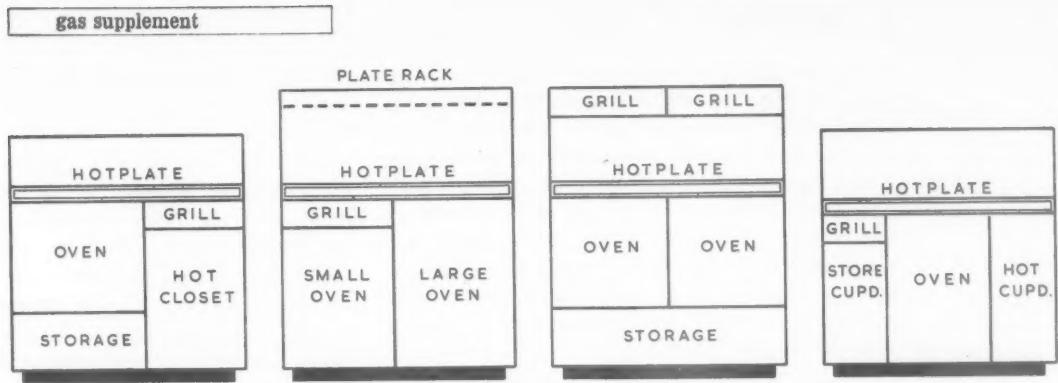 gas supplement
HOTPLATE
GRILL
OVEN
HOT
CLOSET
STORAGE
PLATE RACK
HOTPLATE
GRILL
SMALL
OVEN
LARGE
OVEN
GRILL GRILL
HOTPLATE
OVEN OVEN
STORAGE
HOTPLATE
GRILL
STORE
CUPD.
OVEN
HOT
CUPD.